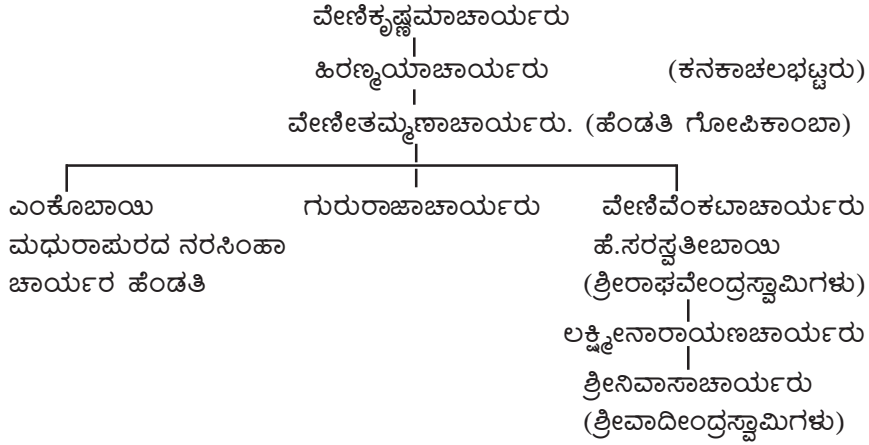 ವೇಣಿಕೃಷ್ಣಮಾಚಾರ್ಯರು
ಹಿರಣ್ಮಯಾಚಾರ್ಯರು (ಕನಕಾಚಲಭಟ್ಟರು)
ವೇಣೀತಮ್ಮಣಾಚಾರ್ಯರು. (ಹೆಂಡತಿ ಗೋಪಿಕಾಂಬಾ)
ಎಂಕೊಬಾಯಿ ಗುರುರಾಜಾಚಾರ್ಯರು ವೇಣಿವೆಂಕಟಾಚಾರ್ಯರು
ಮಧುರಾಪುರದ ನರಸಿಂಹಾ ಹೆ.ಸರಸ್ವತೀಬಾಯಿ
ಚಾರ್ಯರ ಹೆಂಡತಿ (ಶ್ರೀರಾಘವೇಂದ್ರಸ್ವಾಮಿಗಳು)
ಲಕ್ಷ್ಮೀನಾರಾಯಣಚಾರ್ಯರು
ಶ್ರೀನಿವಾಸಾಚಾರ್ಯರು
(ಶ್ರೀವಾದೀಂದ್ರಸ್ವಾಮಿಗಳು)